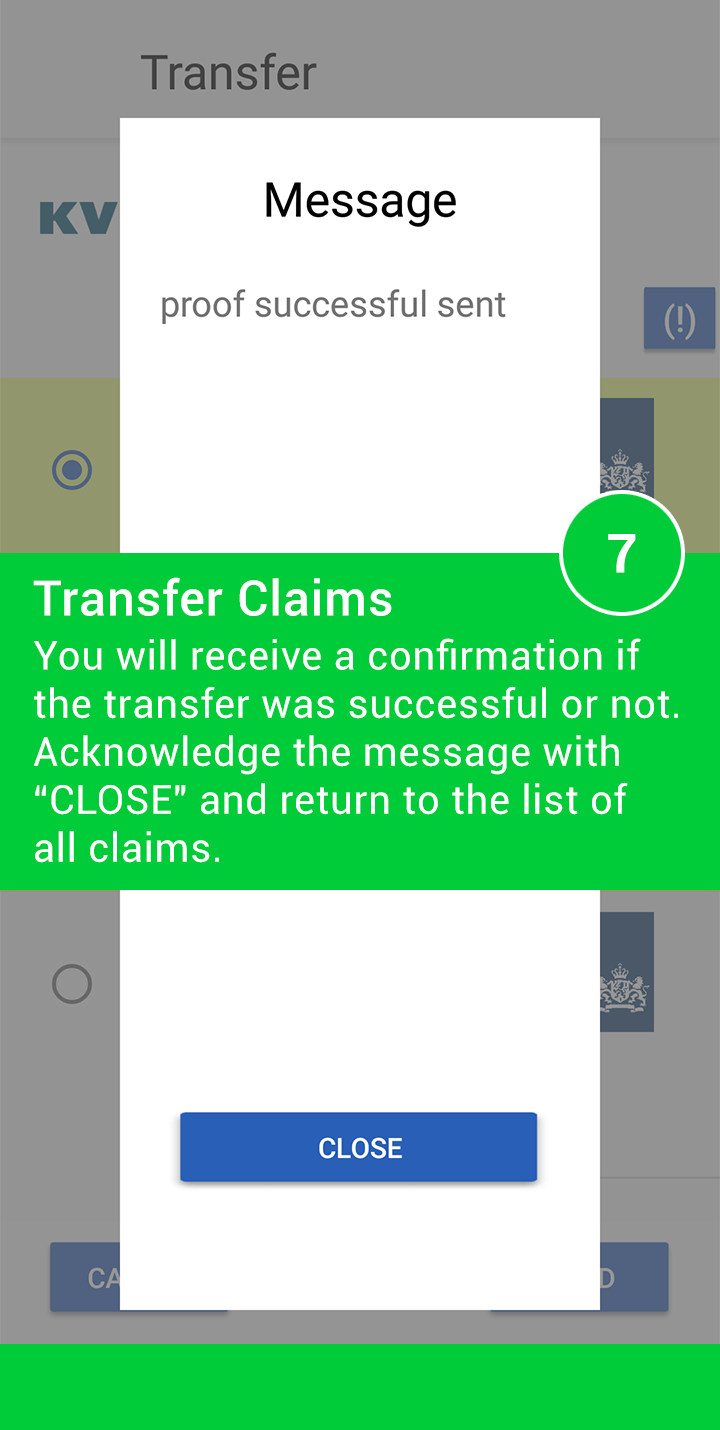 Transfer
Message
KV
proof successful sent
(!)
7
Transfer Claims
You will receive a confirmation if
the transfer was successful or not.
Acknowledge the message with
“CLOSE" and return to the list of
all claims.
CLOSE
CA
D